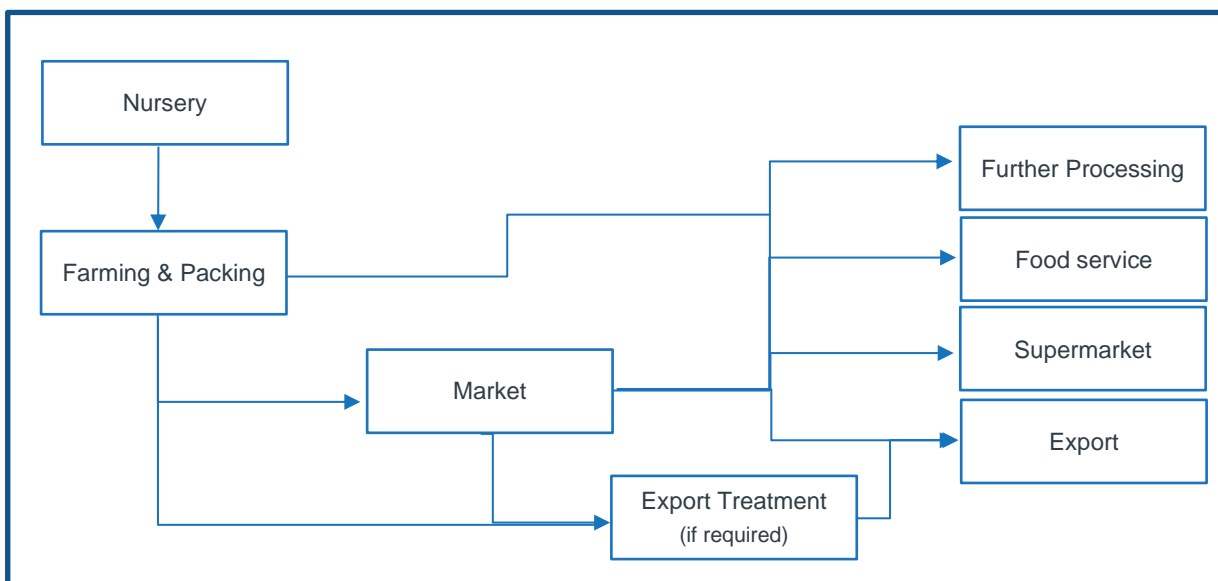 Nursery
Further Processing
Farming & Packing
Food service
Supermarket
Market
Export
Export Treatment
(if required)